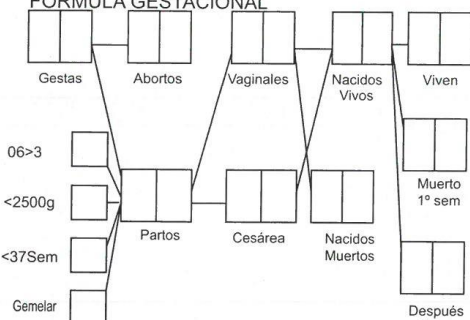 FORMULA GESTACIONAL
Gestas
Abortos
Vaginales
Nacidos
Vivos
Viven
06>3
<2500g
<37Sem
Gemelar
Partos
Cesárea
Nacidos
Muertos
Muerto
1º sem
Después